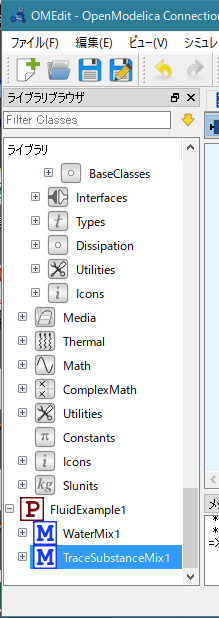 OMEdit - OpenModelica Connection
ファイル(F) 編集(E) ビュー(V) シミュレ
ライブラリブラウザ
Filter Classes
ライブラリ
BaseClasses
Interfaces
Types
Dissipation
Utilities
Icons
Media
Thermal
Math
ComplexMath
Utilities
Constants
Icons
SIunits
FluidExample1
WaterMix1
TraceSubstanceMix1